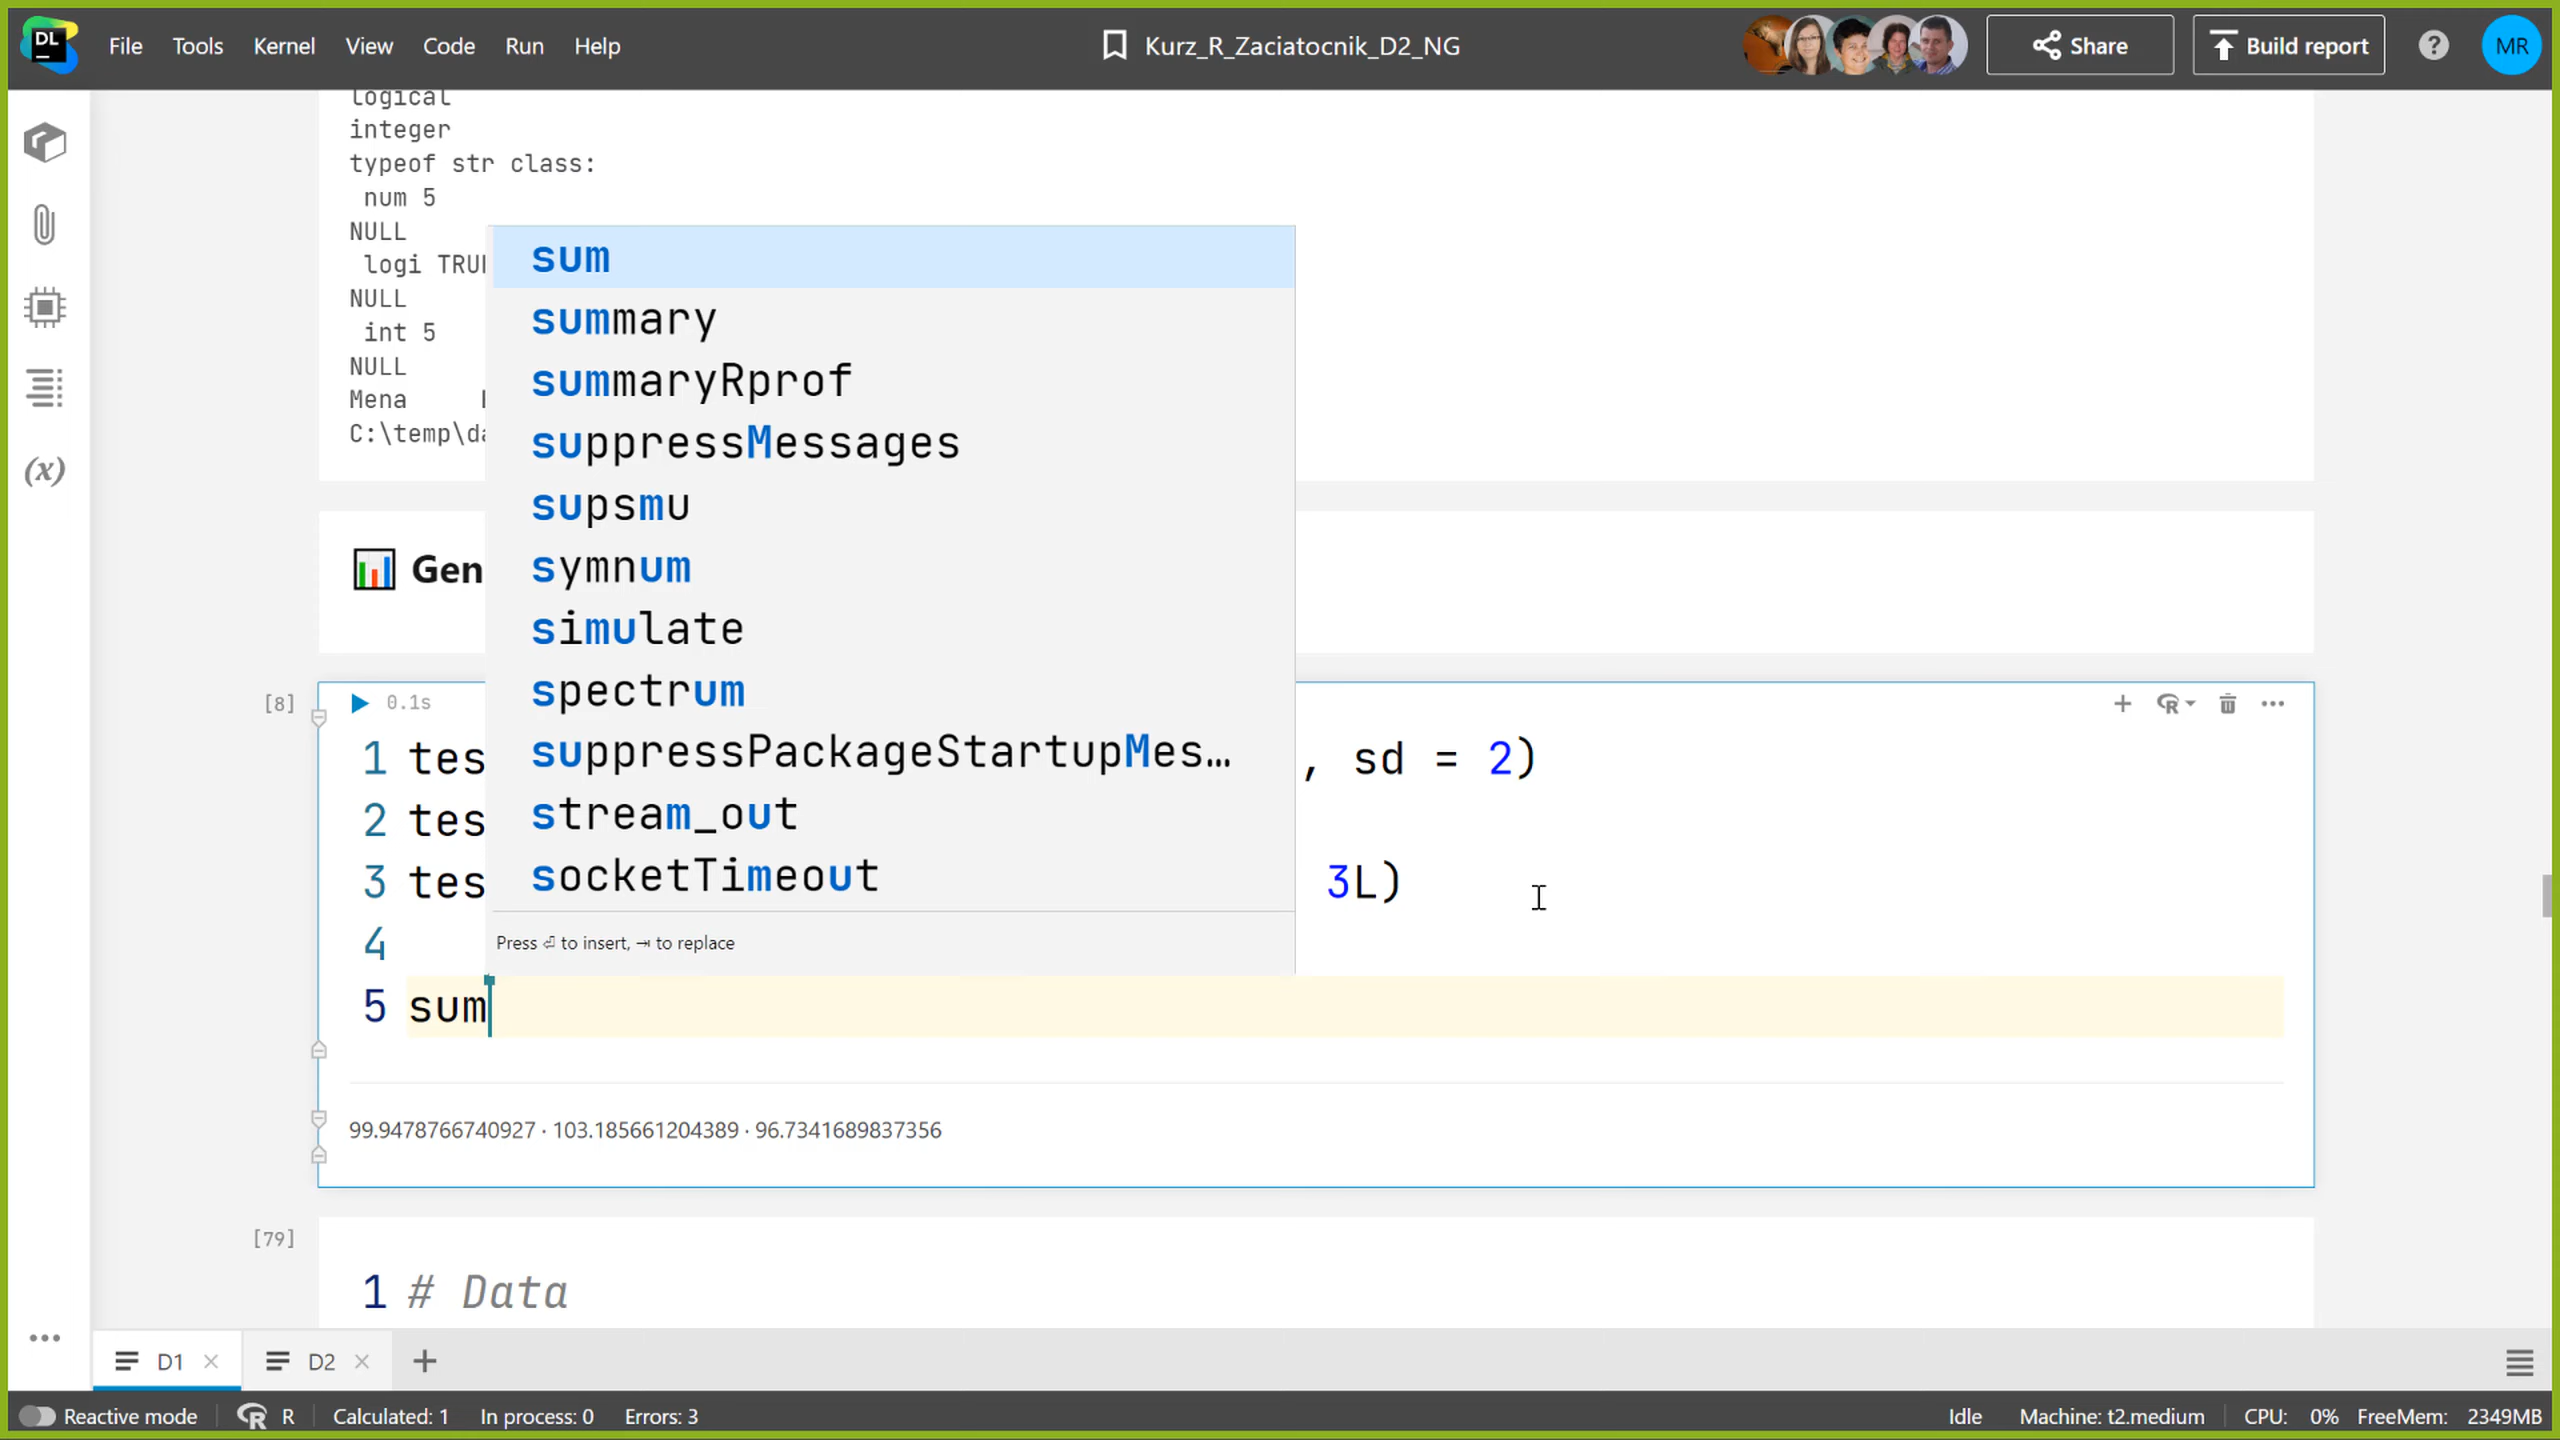 DL File Tools Kernel View Code Run Help Kurz_R_Zaciatocnik_D2_NG Share Build report ? MR
logical
integer
typeof str class:
num 5
NULL
logi TRU
NULL
int 5
NULL
Mena
C:\temp\da
sum
summary
summaryRprof
suppressMessages
supsmu
symnum
simulate
spectrum
suppressPackageStartupMes…
stream_out
socketTimeout
Press ⏎ to insert, ⇥ to replace
Gen
[8] 0.1s
1 tes , sd = 2)
2 tes
3 tes 3L)
4
5 sum
99.9478766740927 · 103.185661204389 · 96.7341689837356
[79]
1 # Data
D1 D2
Reactive mode R Calculated: 1 In process: 0 Errors: 3 Idle Machine: t2.medium CPU: 0% FreeMem: 2349MB